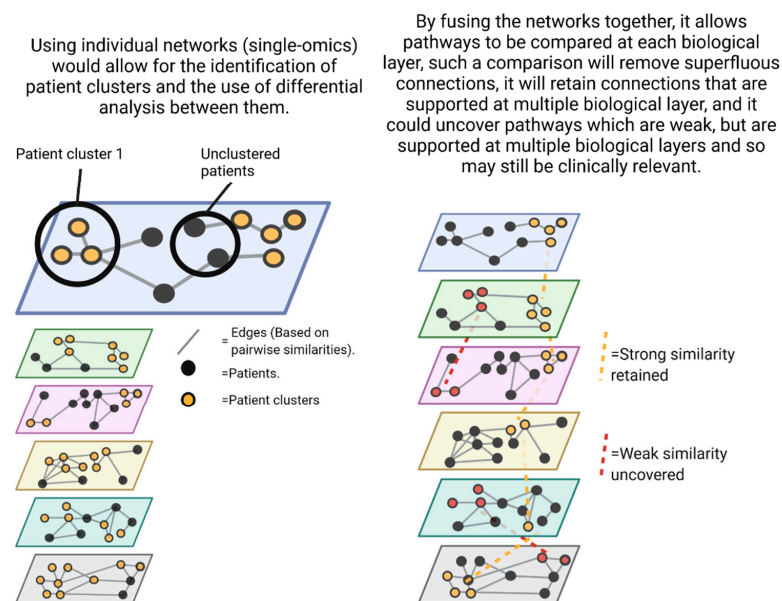 Using individual networks (single-omics)
would allow for the identification of
patient clusters and the use of differential
analysis between them.
Patient cluster 1
Unclustered
patients
= Edges (Based on
pairwise similarities).
=Patients.
=Patient clusters
By fusing the networks together, it allows
pathways to be compared at each biological
layer, such a comparison will remove superfluous
connections, it will retain connections that are
supported at multiple biological layer, and it
could uncover pathways which are weak, but are
supported at multiple biological layers and so
may still be clinically relevant.
=Strong similarity
retained
=Weak similarity
uncovered